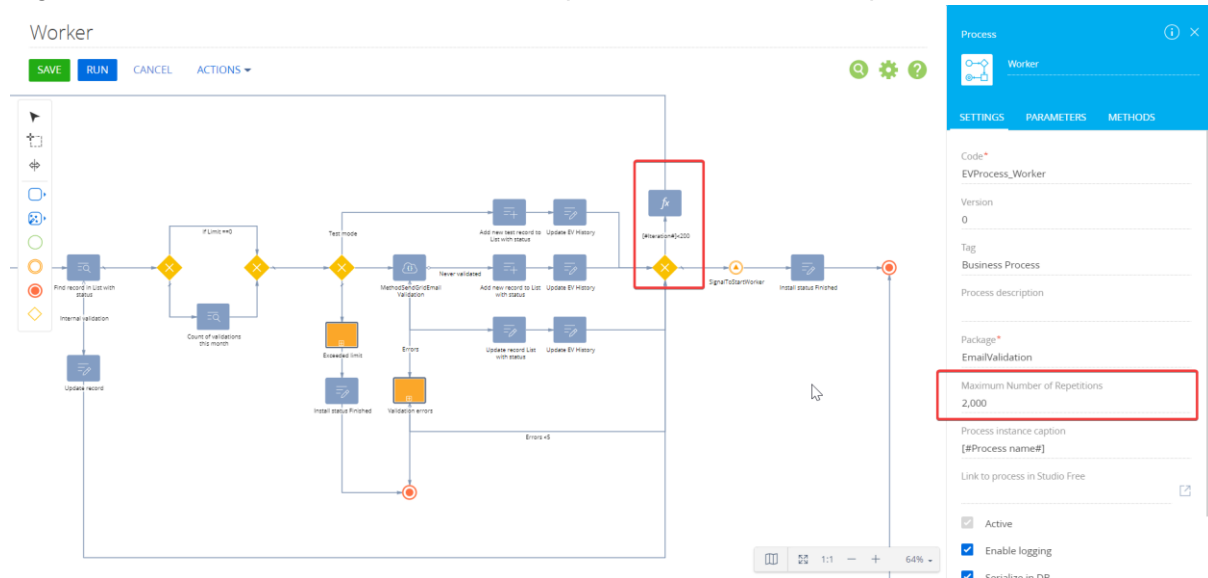 Worker
SAVE
RUN
CANCEL
ACTIONS
Find record in List with
status
Internal validation
Update record
If Limit ==0
Count of validations
this month
Test mode
MethodSendGridEmail
Validation
Never validated
Add new test record to
List with status
Update EV History
Add new record to List
with status
Update EV History
Update record List
with status
Update EV History
Exceeded limit
Install status Finished
Errors
Validation errors
Errors <5
fx
[#Iteration#]<200
SignalToStartWorker
Install status Finished
1:1
64%
Process
Worker
SETTINGS
PARAMETERS
METHODS
Code*
EVProcess_Worker
Version
0
Tag
Business Process
Process description
Package*
EmailValidation
Maximum Number of Repetitions
2,000
Process instance caption
[#Process name#]
Link to process in Studio Free
Active
Enable logging
Serialize in DB